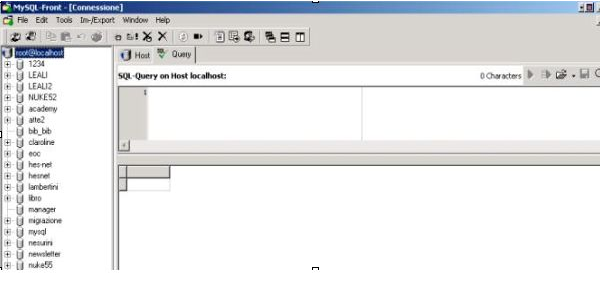 MySQL-Front - [Connessione]
File Edit Tools Im-/Export Window Help
Host Query
root@localhost
SQL-Query on Host localhost: 0 Characters
1
1234
LEALI
LEALI2
NUKE52
academy
atte2
bib_bib
claroline
eoc
hes-net
hesnet
lambertini
libro
manager
migrazione
mysql
nesurini
newsletter
nuke55